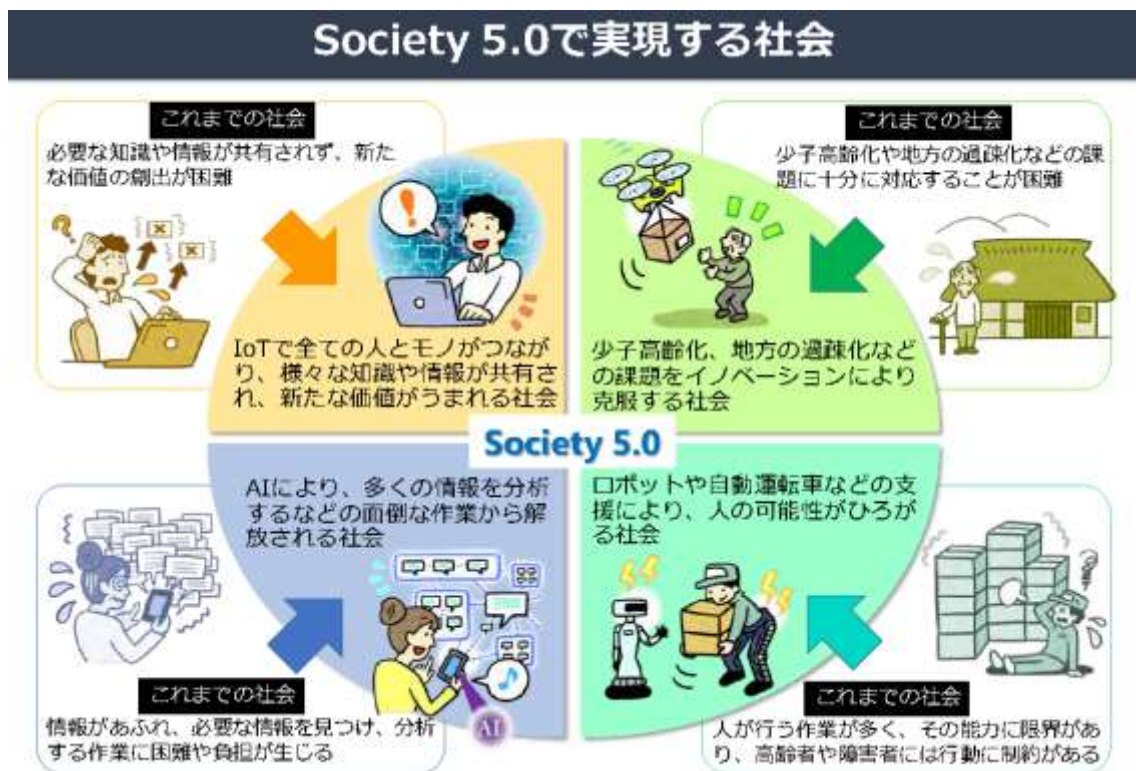 Society 5.0で実現する社会
これまでの社会
必要な知識や情報が共有されず、新た
な価値の創出が困難
IoTで全ての人とモノがつなが
り、様々な知識や情報が共有さ
れ、新たな価値がうまれる社会
これまでの社会
少子高齢化や地方の過疎化などの課
題に十分に対応することが困難
少子高齢化、地方の過疎化など
の課題をイノベーションにより
克服する社会
Society 5.0
AIにより、多くの情報を分析
するなどの面倒な作業から解
放される社会
AI
これまでの社会
情報があふれ、必要な情報を見つけ、分析
する作業に困難や負担が生じる
ロボットや自動運転車などの支
援により、人の可能性がひろが
る社会
これまでの社会
人が行う作業が多く、その能力に限界があ
り、高齢者や障害者には行動に制約がある